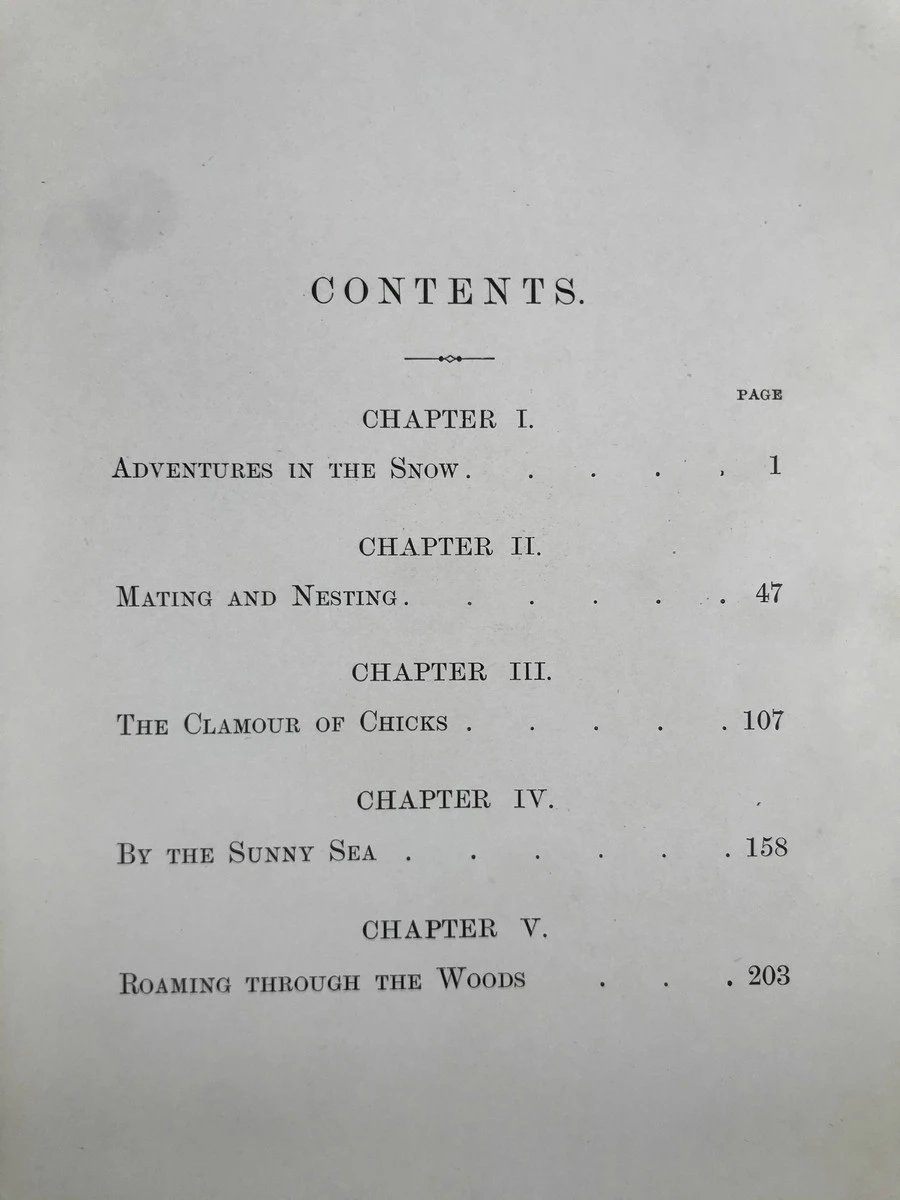 CONTENTS.
PAGE
CHAPTER I.
ADVENTURES IN THE SNOW . . . . . 1
CHAPTER II.
MATING AND NESTING . . . . . . 47
CHAPTER III.
THE CLAMOUR OF CHICKS . . . . . 107
CHAPTER IV.
BY THE SUNNY SEA . . . . . . 158
CHAPTER V.
ROAMING THROUGH THE WOODS . . . 203